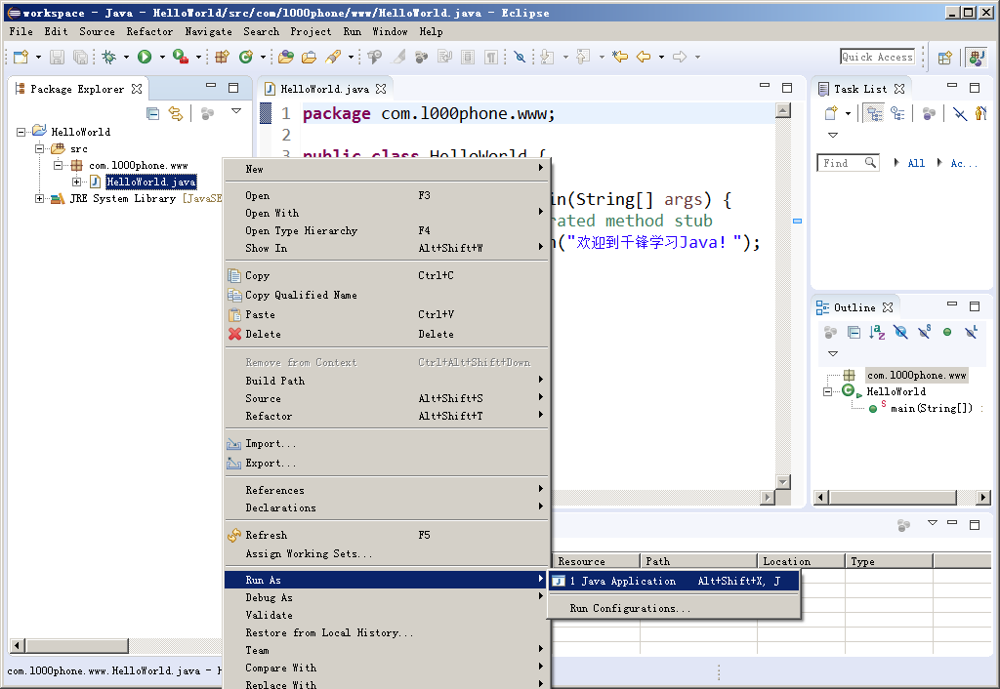 workspace - Java - HelloWorld/src/com/1000phone/www/HelloWorld.java - Eclipse
File Edit Source Refactor Navigate Search Project Run Window Help
Quick Access
Package Explorer
HelloWorld
src
com.1000phone.www
HelloWorld.java
JRE System Library [JavaSE
HelloWorld.java
1 package com.1000phone.www;
2
3 public class HelloWorld {
in(String[] args) {
rated method stub
n("欢迎到千锋学习Java!");
Task List
Find All Ac...
Outline
com.1000phone.www
HelloWorld
main(String[]) :
New
Open F3
Open With
Open Type Hierarchy F4
Show In Alt+Shift+W
Copy Ctrl+C
Copy Qualified Name
Paste Ctrl+V
Delete Delete
Remove from Context Ctrl+Alt+Shift+Down
Build Path
Source Alt+Shift+S
Refactor Alt+Shift+T
Import...
Export...
References
Declarations
Refresh F5
Assign Working Sets...
Run As
Debug As
Validate
Restore from Local History...
Team
Compare With
Replace With
Resource Path Location Type
1 Java Application Alt+Shift+X, J
Run Configurations...
com.1000phone.www.HelloWorld.java - H